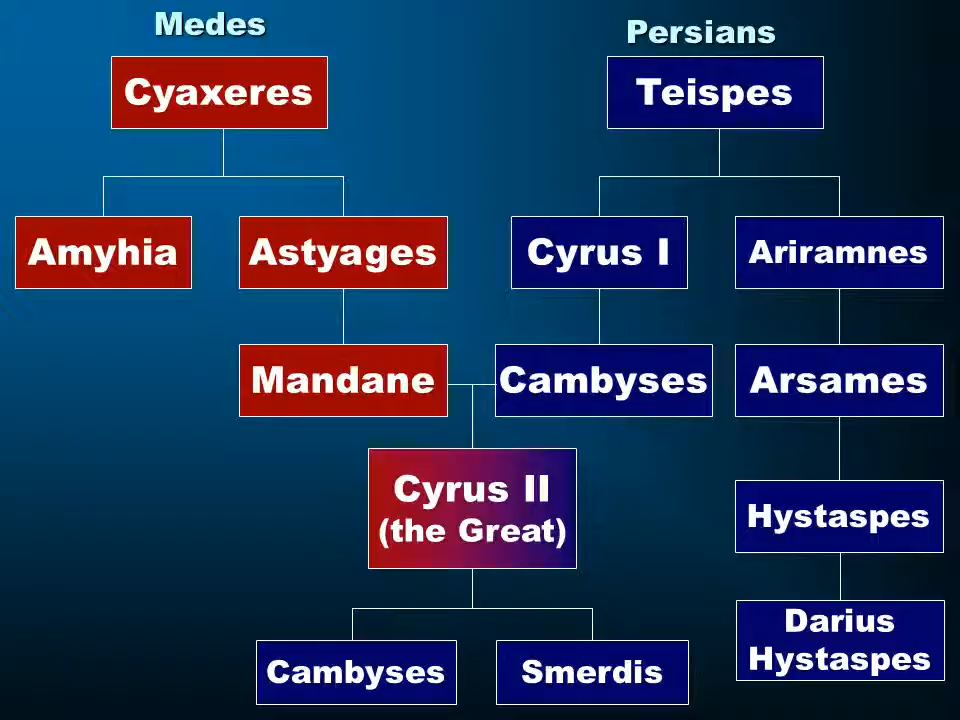 Medes
Persians
Cyaxeres
Teispes
Amyhia
Astyages
Cyrus I
Ariramnes
Mandane
Cambyses
Arsames
Cyrus II
(the Great)
Hystaspes
Darius
Hystaspes
Cambyses
Smerdis